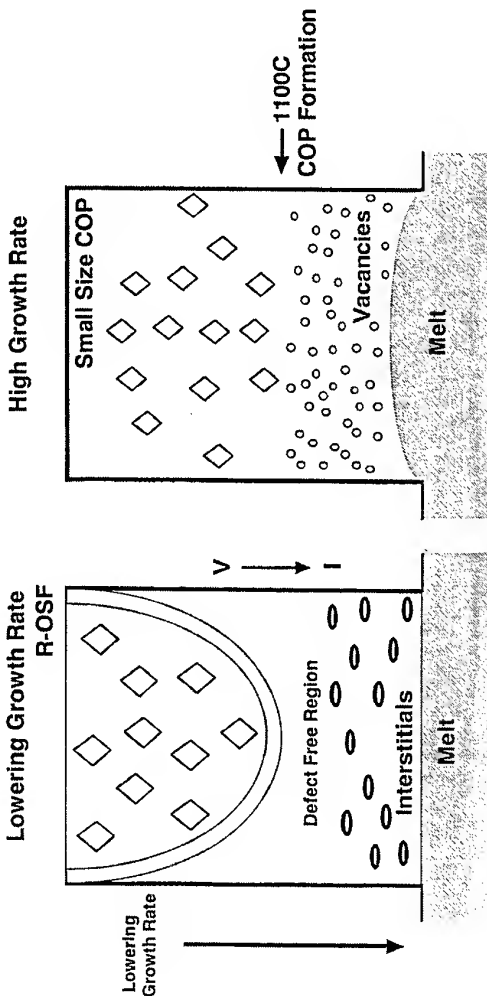 Lowering Growth Rate
R-OSF
Lowering
Growth Rate
V
I
Defect Free Region
Interstitials
Melt
High Growth Rate
Small Size COP
1100C
COP Formation
Vacancies
Melt